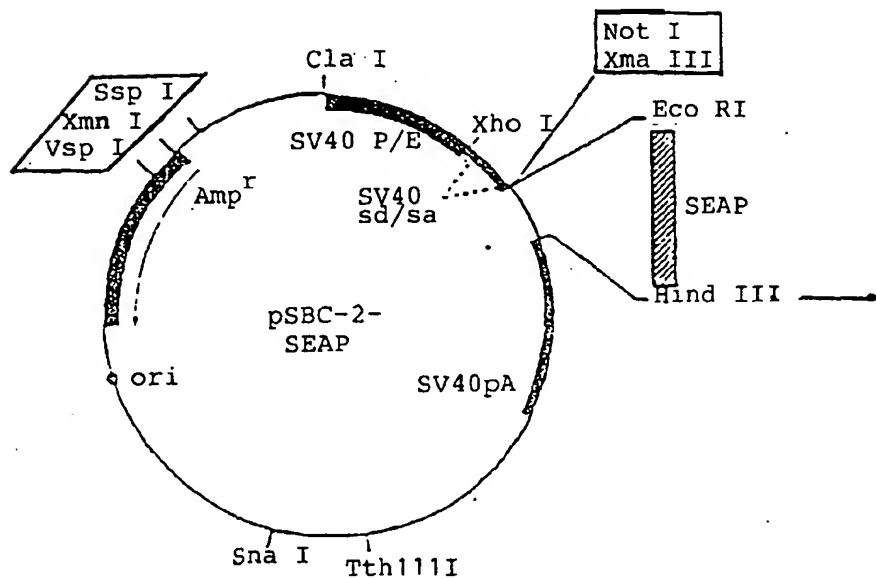 Not I
Xma III
Cla I
Ssp I
Xmn I
Vsp I
Eco RI
Xho I
SV40 P/E
SV40
sd/sa
Amp^r
SEAP
Hind III
pSBC-2-
SEAP
ori
SV40pA
Sna I
Tth111I